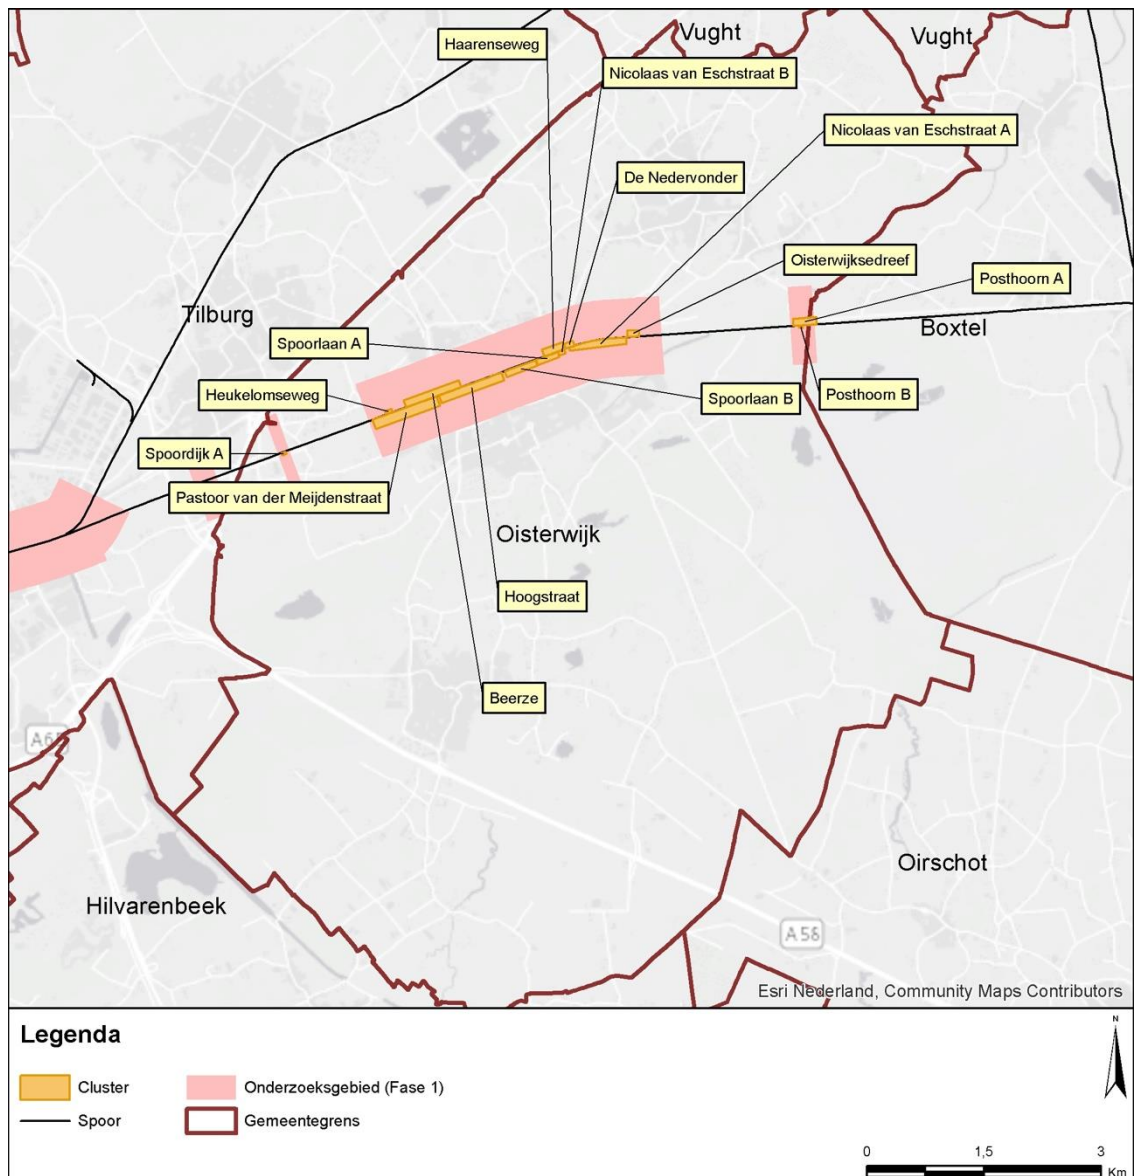 Vught
Vught
Haarenseweg
Nicolaas van Eschstraat B
Nicolaas van Eschstraat A
De Nedervonder
Oisterwijksedreef
Posthoorn A
Tilburg
Boxtel
Spoorlaan A
Heukelomseweg
Spoorlaan B
Posthoorn B
Spoordijk A
Pastoor van der Meijdenstraat
Oisterwijk
Hoogstraat
Beerze
A65
Oirschot
Hilvarenbeek
A58
Esri Nederland, Community Maps Contributors
Legenda
N
Cluster
Onderzoeksgebied (Fase 1)
Spoor
Gemeentegrens
0 1,5 3
Km